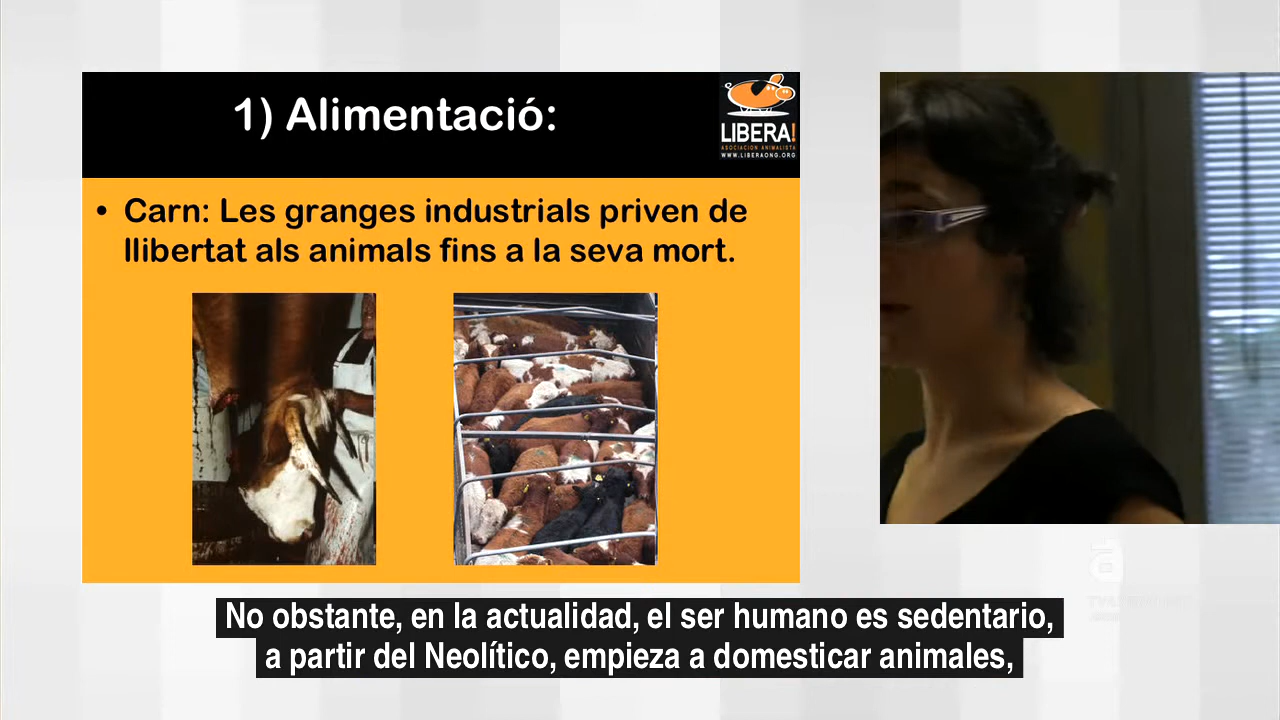 1) Alimentació:
LIBERA!
ASOCIACION ANIMALISTA
WWW.LIBERAONG.ORG
• Carn: Les granges industrials priven de
llibertat als animals fins a la seva mort.
No obstante, en la actualidad, el ser humano es sedentario,
a partir del Neolítico, empieza a domesticar animales,